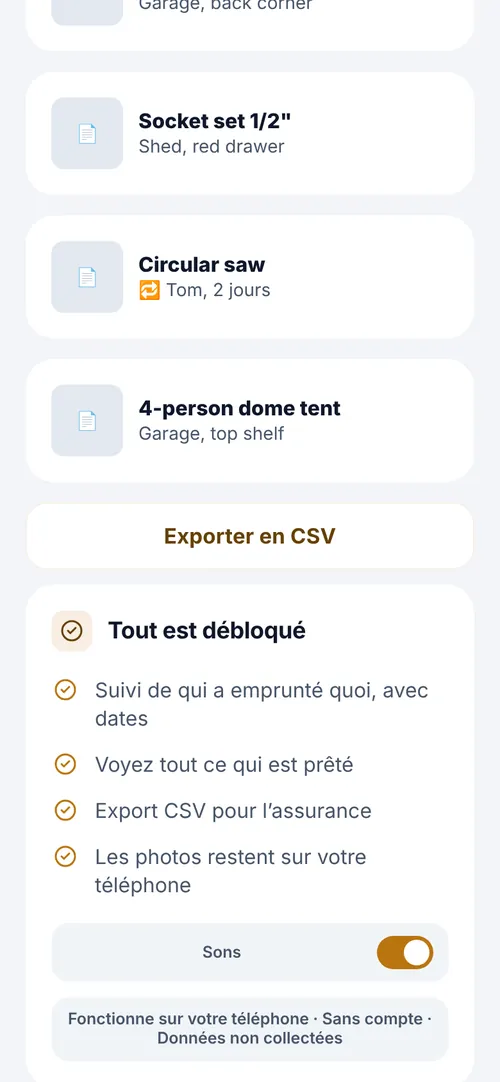 Garage, back corner
Socket set 1/2"
Shed, red drawer
Circular saw
🔁 Tom, 2 jours
4-person dome tent
Garage, top shelf
Exporter en CSV
Tout est débloqué
Suivi de qui a emprunté quoi, avec
dates
Voyez tout ce qui est prêté
Export CSV pour l’assurance
Les photos restent sur votre
téléphone
Sons
Fonctionne sur votre téléphone · Sans compte ·
Données non collectées